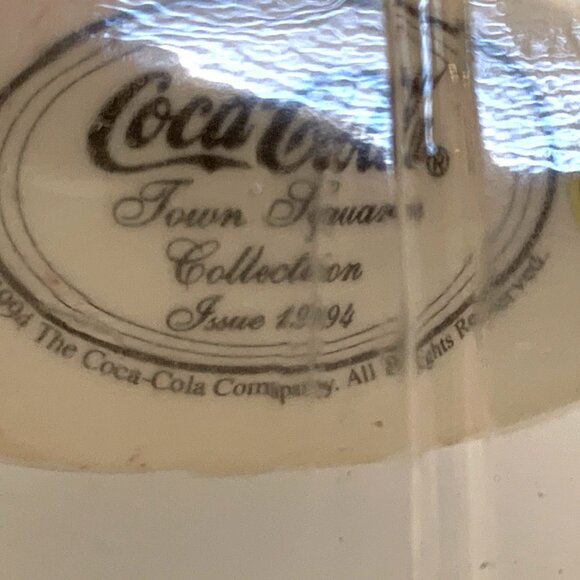 Coca-Cola®
Town Square
Collection
Issue 1994
1994 The Coca-Cola Company. All Rights Reserved.